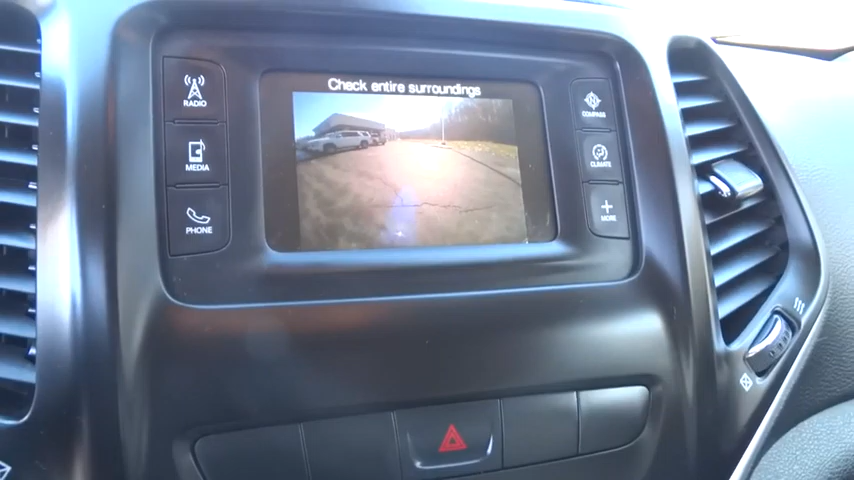 Check entire surroundings
RADIO
MEDIA
PHONE
COMPASS
CLIMATE
MORE